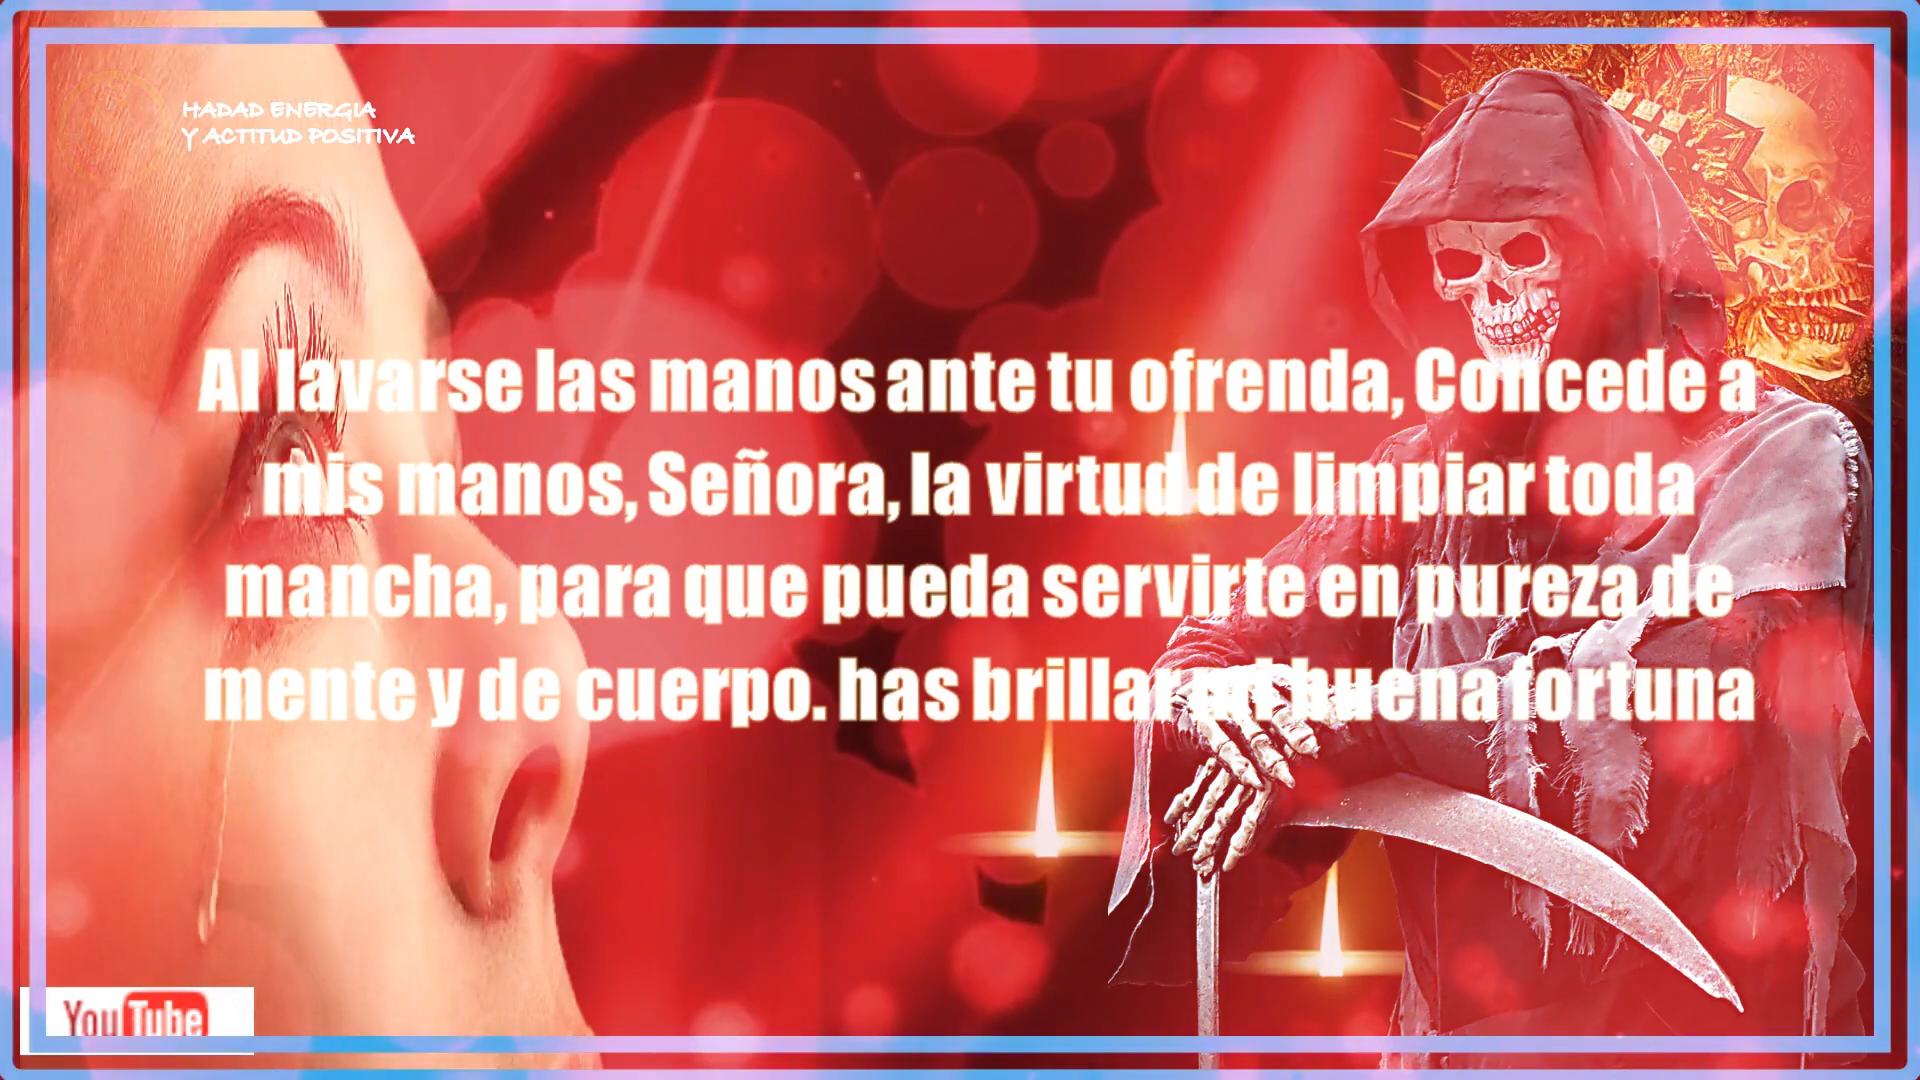 HADAD ENERGIA
Y ACTITUD POSITIVA
Al lavarse las manos ante tu ofrenda, Concede a
mis manos, Señora, la virtud de limpiar toda
mancha, para que pueda servirte en pureza de
mente y de cuerpo. has brillar mi buena fortuna
YouTube